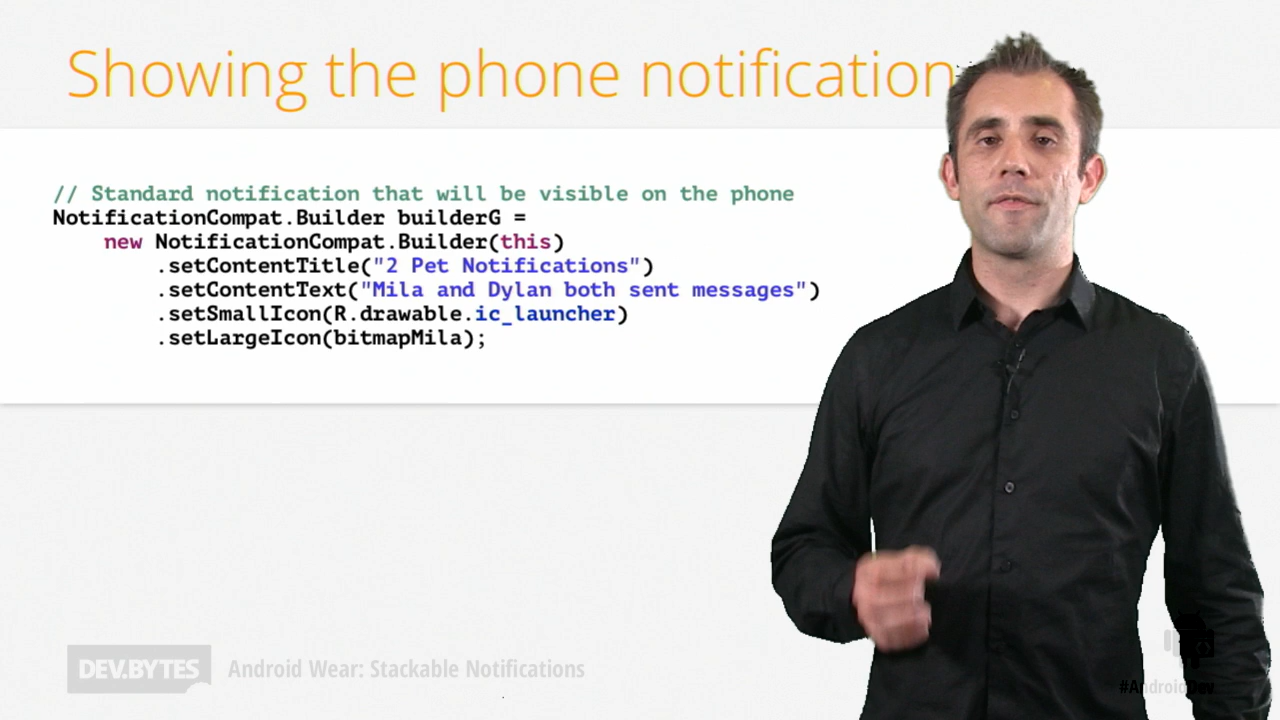 Showing the phone notification
// Standard notification that will be visible on the phone
NotificationCompat.Builder builderG =
new NotificationCompat.Builder(this)
.setContentTitle("2 Pet Notifications")
.setContentText("Mila and Dylan both sent messages")
.setSmallIcon(R.drawable.ic_launcher)
.setLargeIcon(bitmapMila);
DEV.BYTES Android Wear: Stackable Notifications
#AndroidDev